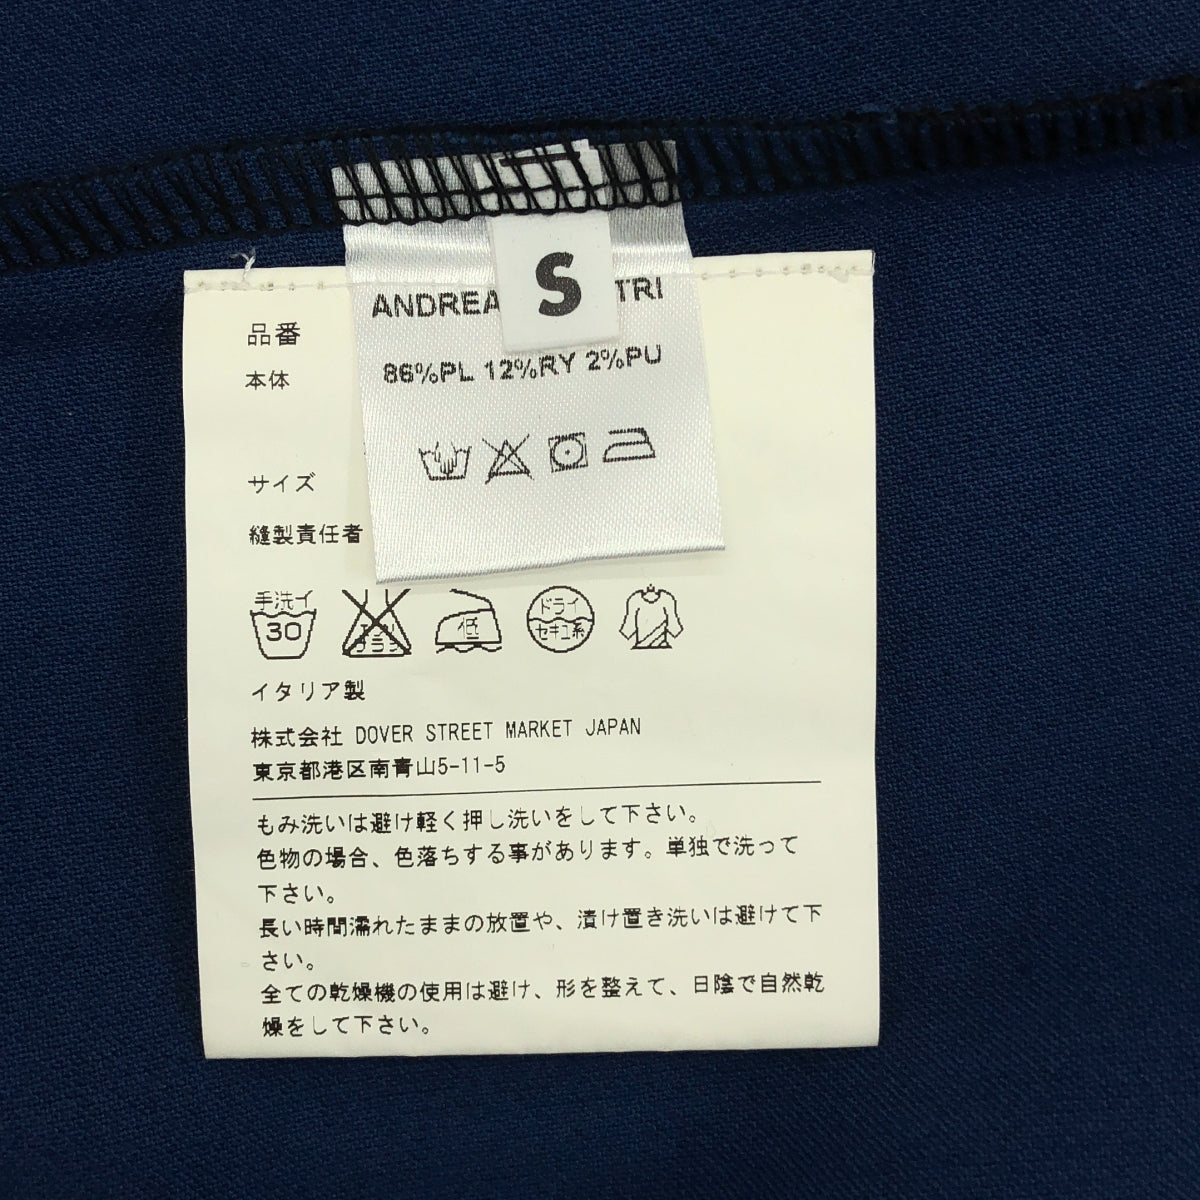 S
ANDREA TRI
86%PL 12%RY 2%PU
品番
本体
サイズ
縫製責任者
手洗イ
30
エンソ
サラシ
低
ドライ
セキユ系
イタリア製
株式会社 DOVER STREET MARKET JAPAN
東京都港区南青山5-11-5
もみ洗いは避け軽く押し洗いをして下さい。
色物の場合、色落ちする事があります。単独で洗って
下さい。
長い時間濡れたままの放置や、漬け置き洗いは避けて下
さい。
全ての乾燥機の使用は避け、形を整えて、日陰で自然乾
燥をして下さい。